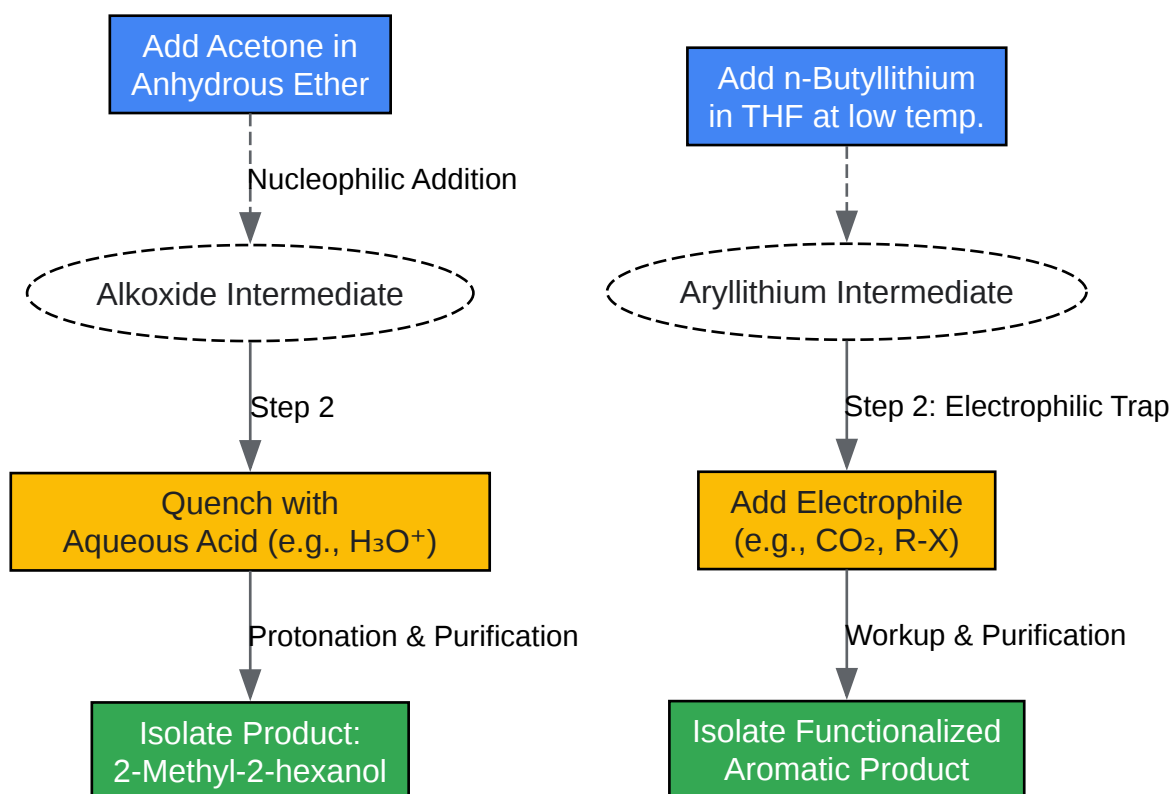 Add Acetone in
Anhydrous Ether
Nucleophilic Addition
Alkoxide Intermediate
Step 2
Quench with
Aqueous Acid (e.g., H₃O⁺)
Protonation & Purification
Isolate Product:
2-Methyl-2-hexanol
Add n-Butyllithium
in THF at low temp.
Aryllithium Intermediate
Step 2: Electrophilic Trap
Add Electrophile
(e.g., CO₂, R-X)
Workup & Purification
Isolate Functionalized
Aromatic Product